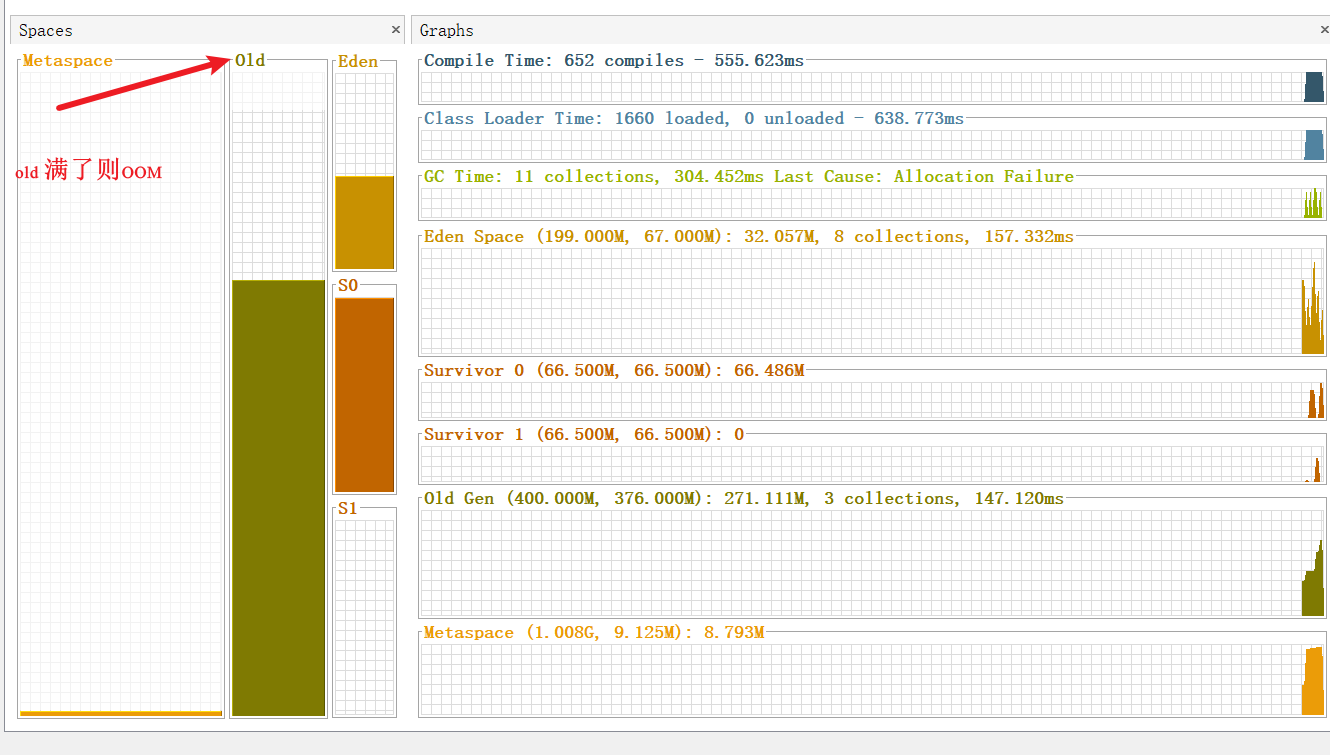 Spaces ×
Metaspace
Old
Eden
old 满了则OOM
S0
S1
Graphs ×
Compile Time: 652 compiles - 555.623ms
Class Loader Time: 1660 loaded, 0 unloaded - 638.773ms
GC Time: 11 collections, 304.452ms Last Cause: Allocation Failure
Eden Space (199.000M, 67.000M): 32.057M, 8 collections, 157.332ms
Survivor 0 (66.500M, 66.500M): 66.486M
Survivor 1 (66.500M, 66.500M): 0
Old Gen (400.000M, 376.000M): 271.111M, 3 collections, 147.120ms
Metaspace (1.008G, 9.125M): 8.793M